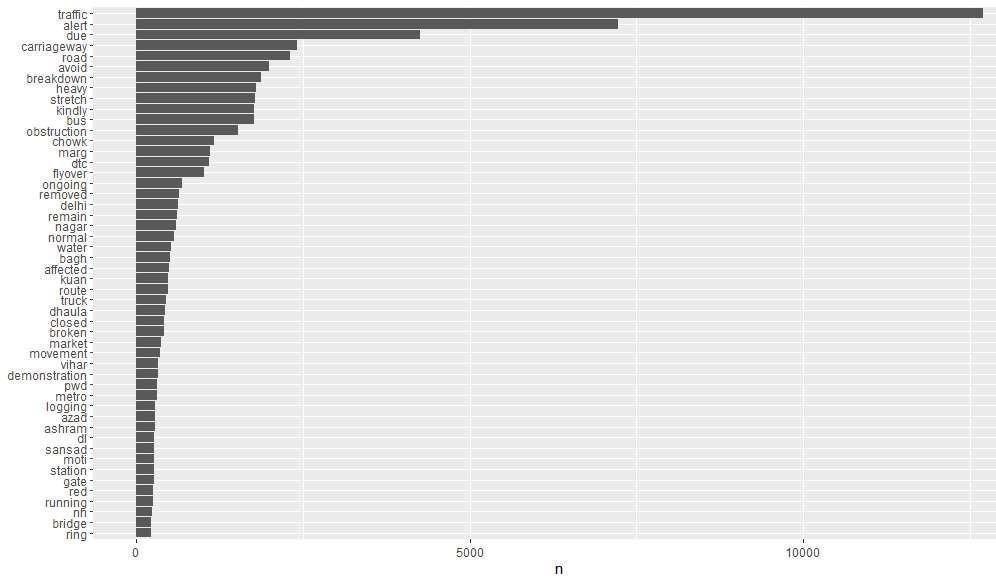 traffic
alert
due
carriageway
road
avoid
breakdown
heavy
stretch
kindly
bus
obstruction
chowk
marg
dtc
flyover
ongoing
removed
delhi
remain
nagar
normal
water
bagh
affected
kuan
route
truck
dhaula
closed
broken
market
movement
vihar
demonstration
pwd
metro
logging
azad
ashram
dl
sansad
moti
station
gate
red
running
bridge
ring
0 5000 10000
n